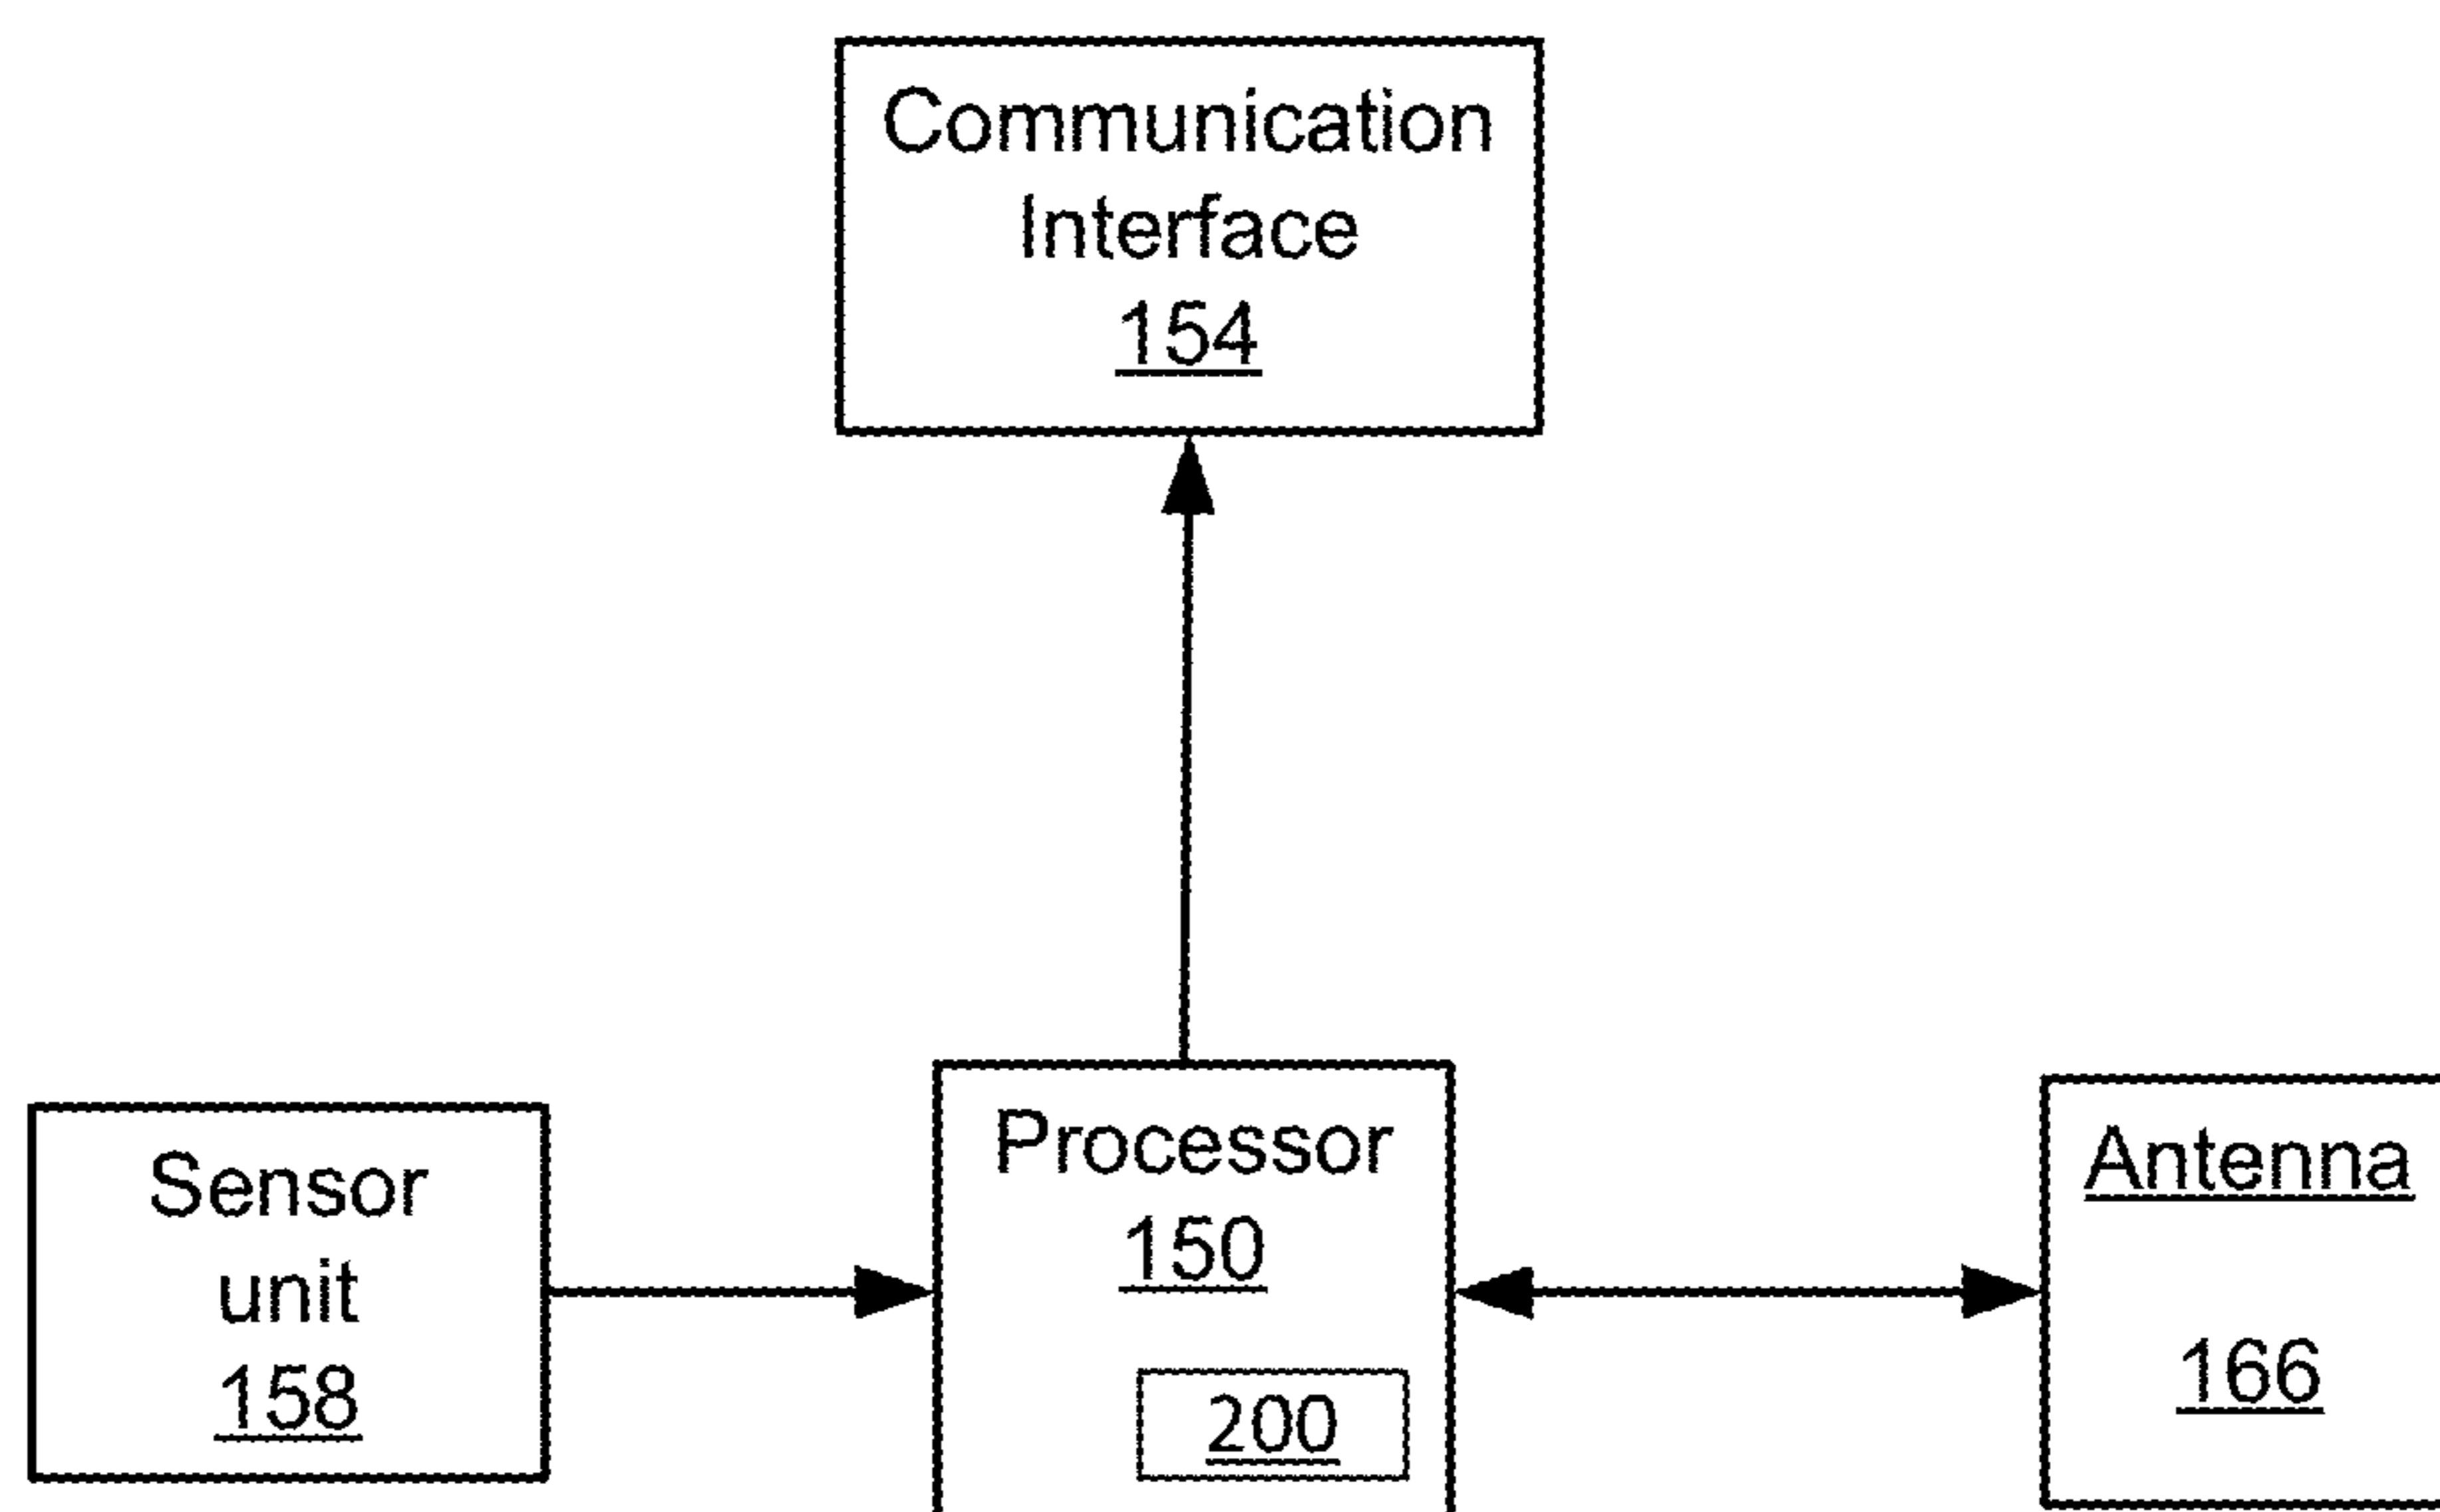 Communication
Interface
154
Sensor
unit
158
Processor
150
200
Antenna
166